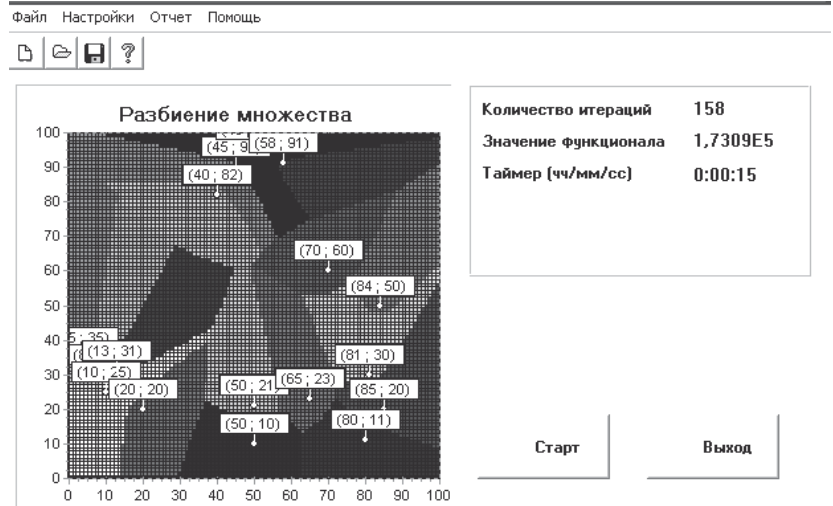 Файл Настройки Отчет Помощь
Разбиение множества
Количество итераций 158
Значение функционала 1,7309E5
Таймер (чч/мм/сс) 0:00:15
100
90
80
70
60
50
40
30
20
10
0
(58 ; 91)
(40 ; 82)
(70 ; 60)
(84 ; 50)
(13 ; 31)
(81 ; 30)
(10 ; 25)
(20 ; 20)
(50 ; 21)
(65 ; 23)
(85 ; 20)
(50 ; 10)
(80 ; 11)
0 10 20 30 40 50 60 70 80 90 100
Старт Выход